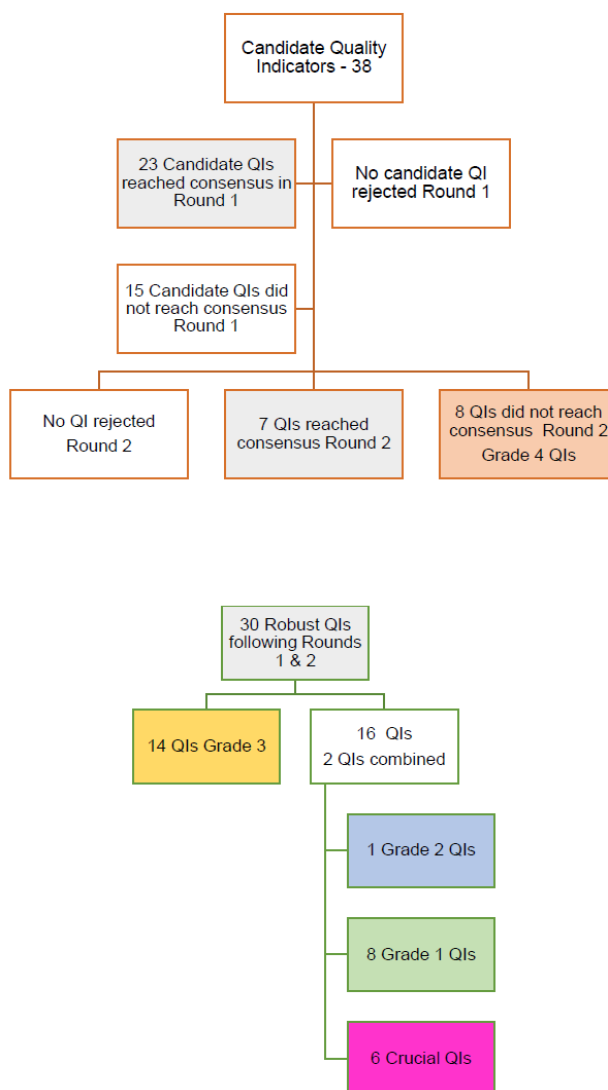 Candidate Quality
Indicators - 38
23 Candidate QIs
reached consensus in
Round 1
No candidate QI
rejected Round 1
15 Candidate QIs did
not reach consensus
Round 1
No QI rejected
Round 2
7 QIs reached
consensus Round 2
8 QIs did not reach
consensus Round 2
Grade 4 QIs
30 Robust QIs
following Rounds
1 & 2
14 QIs Grade 3
16 QIs
2 QIs combined
1 Grade 2 QIs
8 Grade 1 QIs
6 Crucial QIs